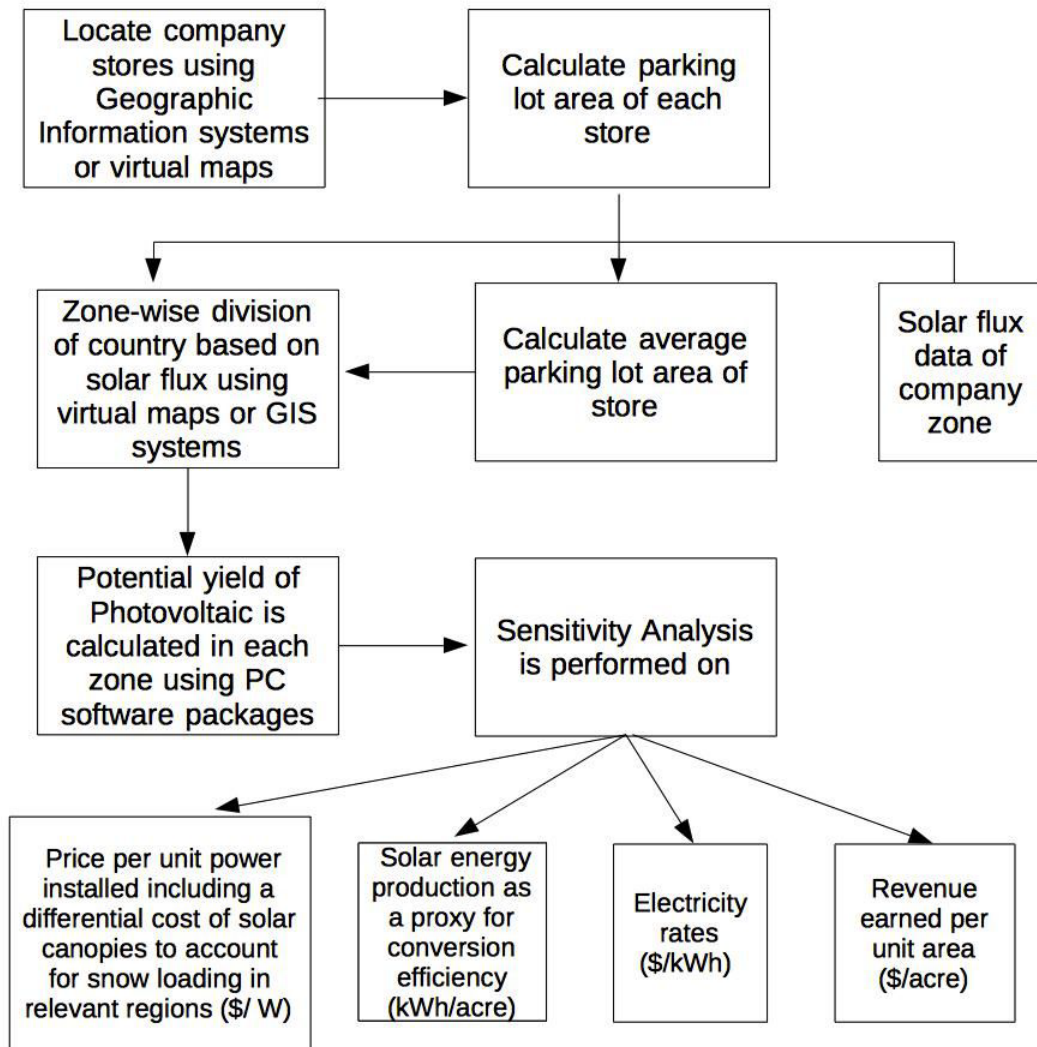 Locate company
stores using
Geographic
Information systems
or virtual maps
Calculate parking
lot area of each
store
Zone-wise division
of country based on
solar flux using
virtual maps or GIS
systems
Calculate average
parking lot area of
store
Solar flux
data of
company
zone
Potential yield of
Photovoltaic is
calculated in each
zone using PC
software packages
Sensitivity Analysis
is performed on
Price per unit power
installed including a
differential cost of solar
canopies to account
for snow loading in
relevant regions ($/ W)
Solar energy
production as
a proxy for
conversion
efficiency
(kWh/acre)
Electricity
rates
($/kWh)
Revenue
earned per
unit area
($/acre)